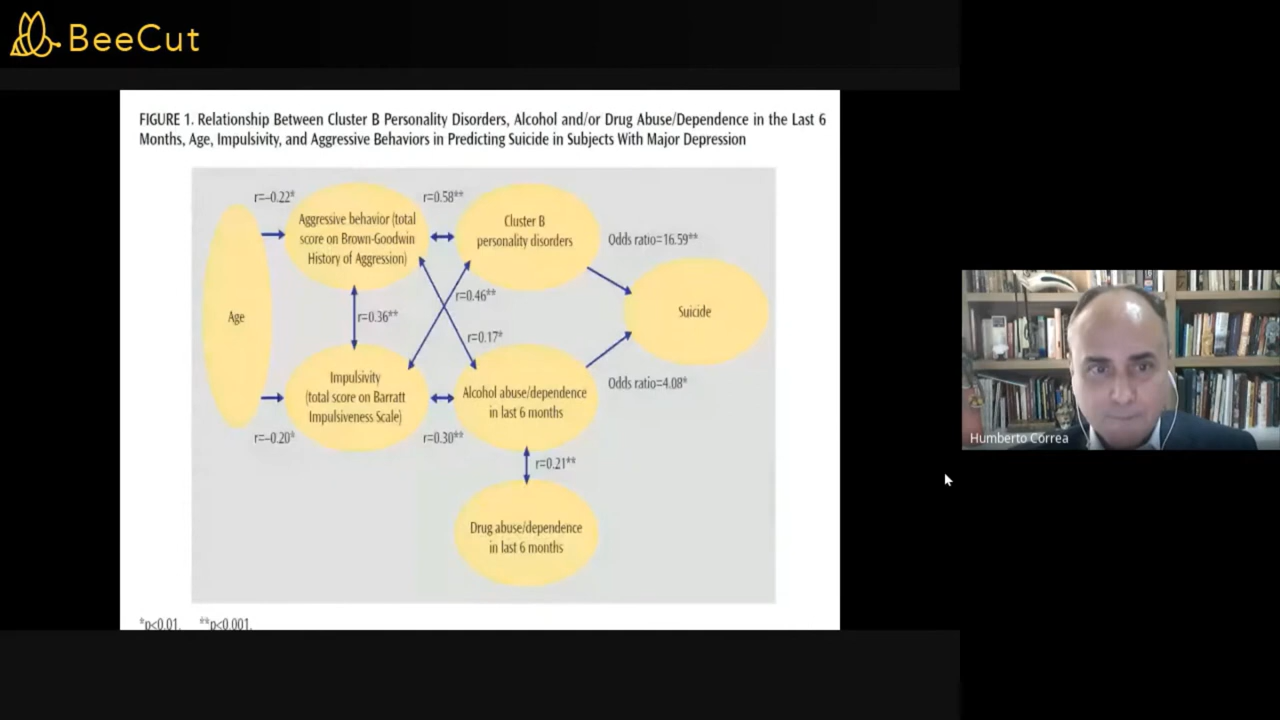 BeeCut
FIGURE 1. Relationship Between Cluster B Personality Disorders, Alcohol and/or Drug Abuse/Dependence in the Last 6
Months, Age, Impulsivity, and Aggressive Behaviors in Predicting Suicide in Subjects With Major Depression
r=–0.22*
r=0.58**
Aggressive behavior (total
score on Brown-Goodwin
History of Aggression)
Cluster B
personality disorders
Odds ratio=16.59**
r=0.46**
Age
r=0.36**
Suicide
r=0.17*
Impulsivity
(total score on Barratt
Impulsiveness Scale)
Alcohol abuse/dependence
in last 6 months
Odds ratio=4.08*
r=–0.20*
r=0.30**
r=0.21**
Drug abuse/dependence
in last 6 months
*p<0.01. **p<0.001.
Humberto Correa